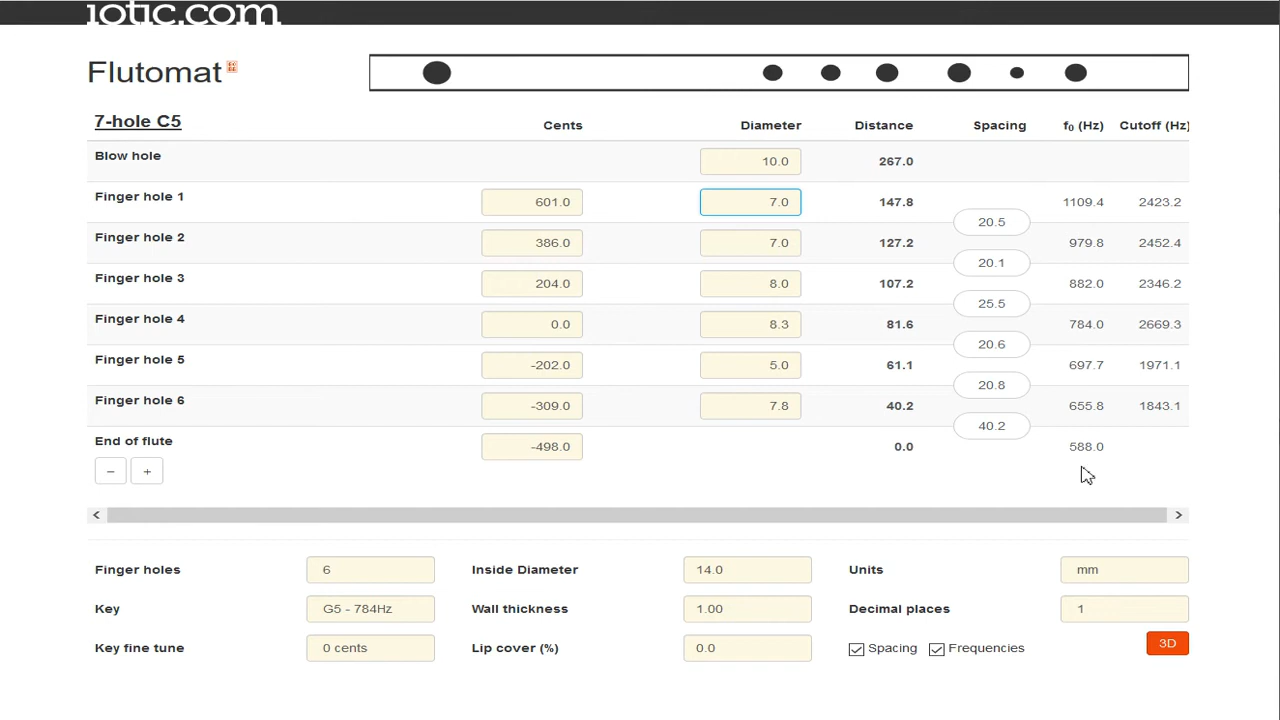 iotic.com
Flutomat
7-hole C5 Cents Diameter Distance Spacing f₀ (Hz) Cutoff (Hz)
Blow hole 10.0 267.0
Finger hole 1 601.0 7.0 147.8 1109.4 2423.2
20.5
Finger hole 2 386.0 7.0 127.2 979.8 2452.4
20.1
Finger hole 3 204.0 8.0 107.2 882.0 2346.2
25.5
Finger hole 4 0.0 8.3 81.6 784.0 2669.3
20.6
Finger hole 5 -202.0 5.0 61.1 697.7 1971.1
20.8
Finger hole 6 -309.0 7.8 40.2 655.8 1843.1
40.2
End of flute -498.0 0.0 588.0
− +
< >
Finger holes 6 Inside Diameter 14.0 Units mm
Key G5 - 784Hz Wall thickness 1.00 Decimal places 1
Key fine tune 0 cents Lip cover (%) 0.0 Spacing Frequencies 3D